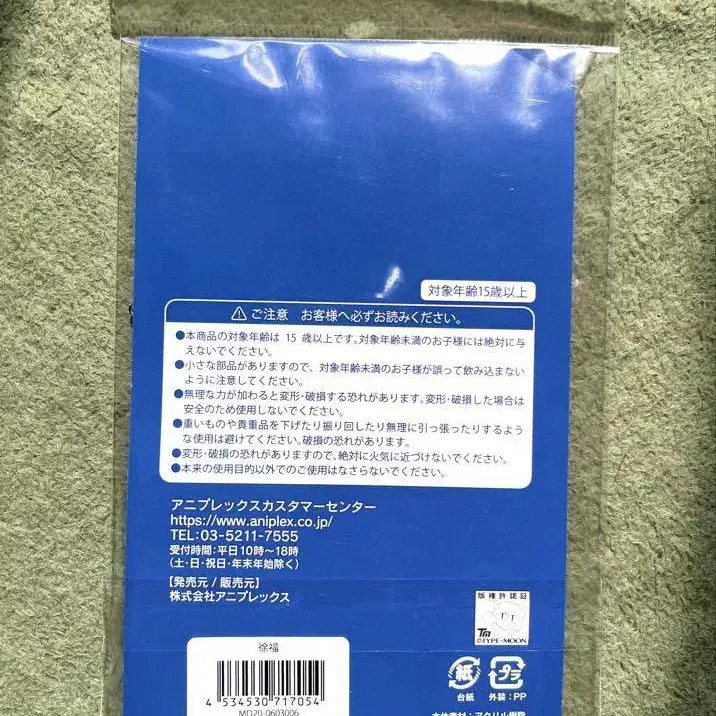 対象年齢15歳以上
⚠ご注意 お客様へ必ずお読みください。
●本商品の対象年齢は 15 歳以上です。対象年齢未満のお子様には絶対に与
えないでください。
●小さな部品がありますので、対象年齢未満のお子様が誤って飲み込まない
ように注意してください。
●無理な力が加わると変形・破損する恐れがあります。変形・破損した場合は
安全のため使用しないでください。
●重いものや貴重品を下げたり振り回したり無理に引っ張ったりするよう
な使用は避けてください。破損の恐れがあります。
●変形・破損の恐れがありますので、絶対に火気に近づけないでください。
●本来の使用目的以外でのご使用はなさらないでください。
アニプレックスカスタマーセンター
https://www.aniplex.co.jp/
TEL:03-5211-7555
受付時間:平日10時～18時
(土・日・祝日・年末年始除く)
【発売元 / 販売元】
株式会社アニプレックス
版権許諾証
TM
©TYPE-MOON
徐福
4 534530 717054
MD20-0603006
紙
台紙
プラ
外装:PP
本体素材:アクリル樹脂